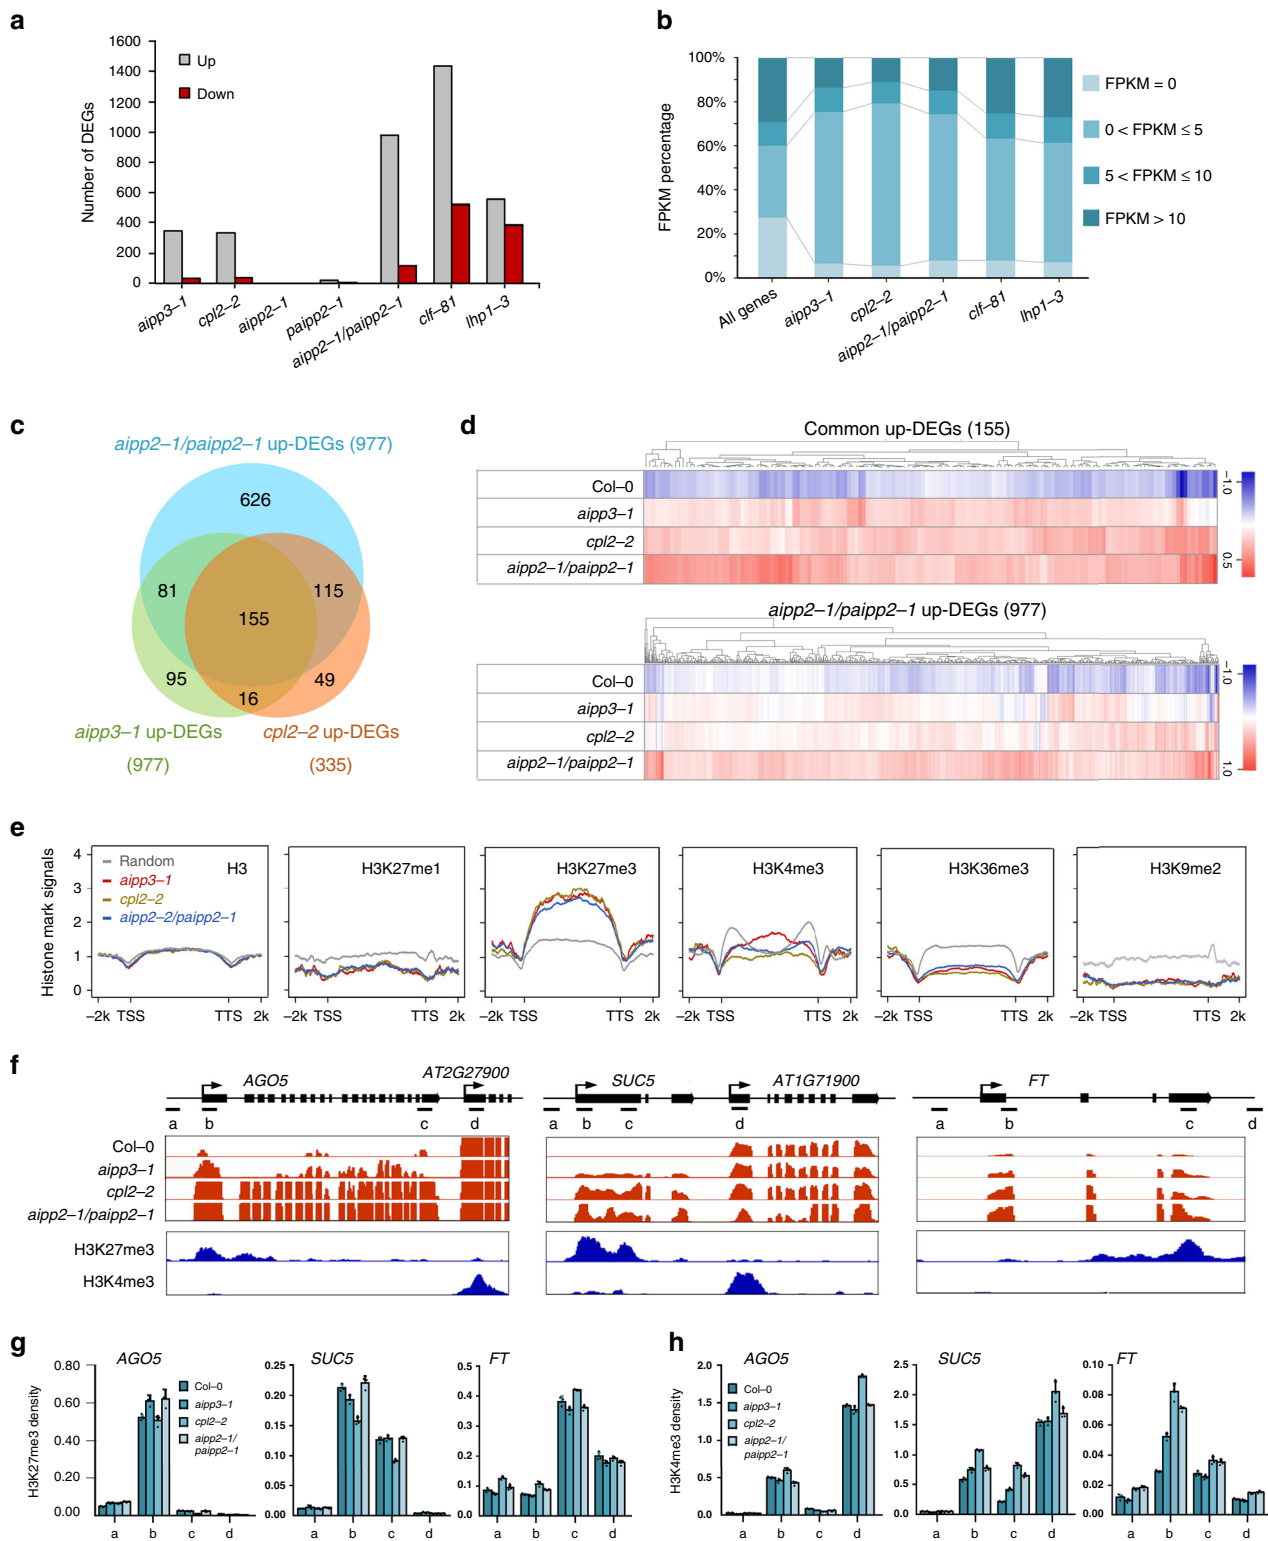 a
1600
1400
1200
1000
800
600
400
200
0
Number of DEGs
Up
Down
aipp3–1
cpl2–2
aipp2–1
paipp2–1
aipp2–1/paipp2–1
clf–81
lhp1–3
b
100%
80%
60%
40%
20%
0%
FPKM percentage
FPKM = 0
0 < FPKM ≤ 5
5 < FPKM ≤ 10
FPKM > 10
All genes
aipp3–1
cpl2–2
aipp2–1/paipp2–1
clf–81
lhp1–3
c
aipp2–1/paipp2–1 up-DEGs (977)
626
81
115
155
95
49
16
aipp3–1 up-DEGs
(977)
cpl2–2 up-DEGs
(335)
d
Common up-DEGs (155)
Col–0
aipp3–1
cpl2–2
aipp2–1/paipp2–1
–1.0
0.5
aipp2–1/paipp2–1 up-DEGs (977)
Col–0
aipp3–1
cpl2–2
aipp2–1/paipp2–1
–1.0
1.0
e
Histone mark signals
4
3
2
1
0
Random
aipp3–1
cpl2–2
aipp2–2/paipp2–1
H3
H3K27me1
H3K27me3
H3K4me3
H3K36me3
H3K9me2
–2k TSS TTS 2k
–2k TSS TTS 2k
–2k TSS TTS 2k
–2k TSS TTS 2k
–2k TSS TTS 2k
–2k TSS TTS 2k
f
AGO5
AT2G27900
a b c d
SUC5
AT1G71900
a b c d
FT
a b c d
Col–0
aipp3–1
cpl2–2
aipp2–1/paipp2–1
H3K27me3
H3K4me3
g
H3K27me3 density
AGO5
0.80
0.60
0.40
0.20
0.00
Col–0
aipp3–1
cpl2–2
aipp2–1/
paipp2–1
a b c d
SUC5
0.25
0.20
0.15
0.10
0.05
0.00
a b c d
FT
0.5
0.4
0.3
0.2
0.1
0.0
a b c d
h
H3K4me3 density
AGO5
2.0
1.5
1.0
0.5
0.0
Col–0
aipp3–1
cpl2–2
aipp2–1/
paipp2–1
a b c d
SUC5
2.5
2.0
1.5
1.0
0.5
0.0
a b c d
FT
0.10
0.08
0.06
0.04
0.02
0.00
a b c d